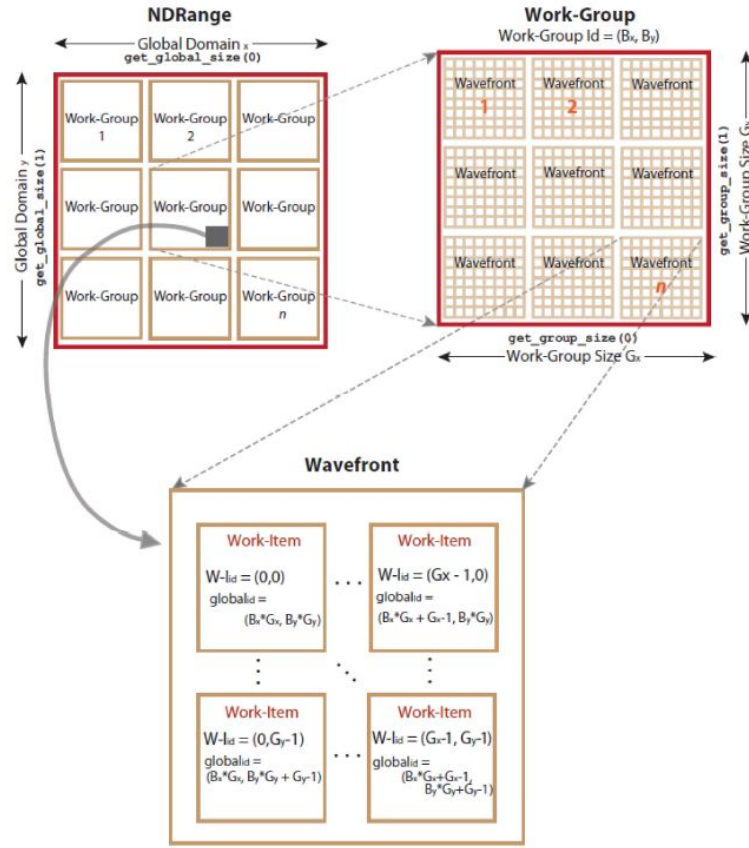 NDRange
Global Domain x
get_global_size(0)
Global Domain y
get_global_size(1)
Work-Group
1
Work-Group
2
Work-Group
Work-Group
Work-Group
Work-Group
Work-Group
Work-Group
Work-Group
n
Work-Group
Work-Group Id = (Bx, By)
Wavefront
1
Wavefront
2
Wavefront
Wavefront
Wavefront
Wavefront
Wavefront
Wavefront
Wavefront
n
get_group_size(1)
Work-Group Size Gx
get_group_size(0)
Work-Group Size Gx
Wavefront
Work-Item
W-Iid = (0,0)
globalid =
(Bx*Gx, By*Gy)
...
Work-Item
W-Iid = (Gx - 1,0)
globalid =
(Bx*Gx + Gx-1, By*Gy)
Work-Item
W-Iid = (0,Gy-1)
globalid =
(Bx*Gx, By*Gy + Gy-1)
...
Work-Item
W-Iid = (Gx-1, Gy-1)
globalid =
(Bx*Gx+Gx-1,
By*Gy+Gy-1)